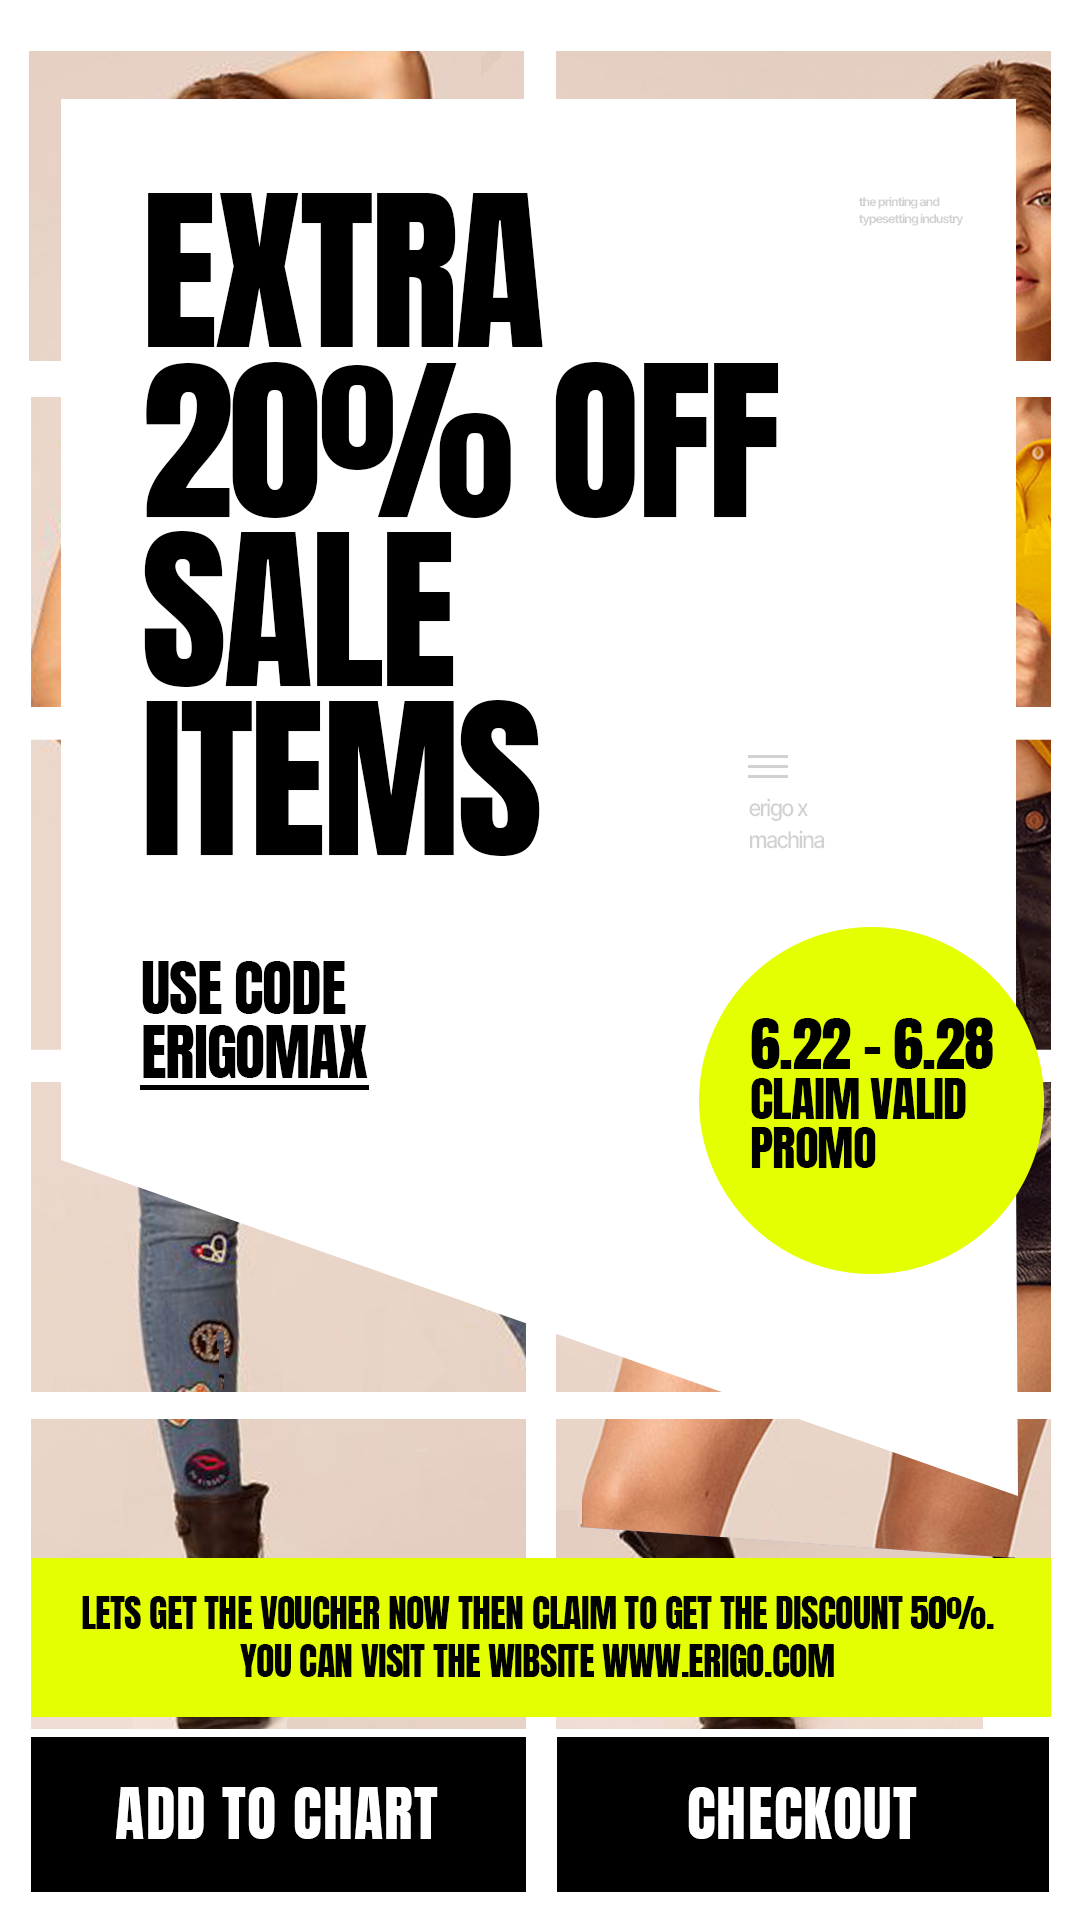 EXTRA
the printing and
typesetting industry
20% OFF
SALE
ITEMS
erigo x
machina
USE CODE
ERIGOMAX
6.22 - 6.28
CLAIM VALID
PROMO
LETS GET THE VOUCHER NOW THEN CLAIM TO GET THE DISCOUNT 50%.
YOU CAN VISIT THE WIBSITE WWW.ERIGO.COM
ADD TO CHART
CHECKOUT